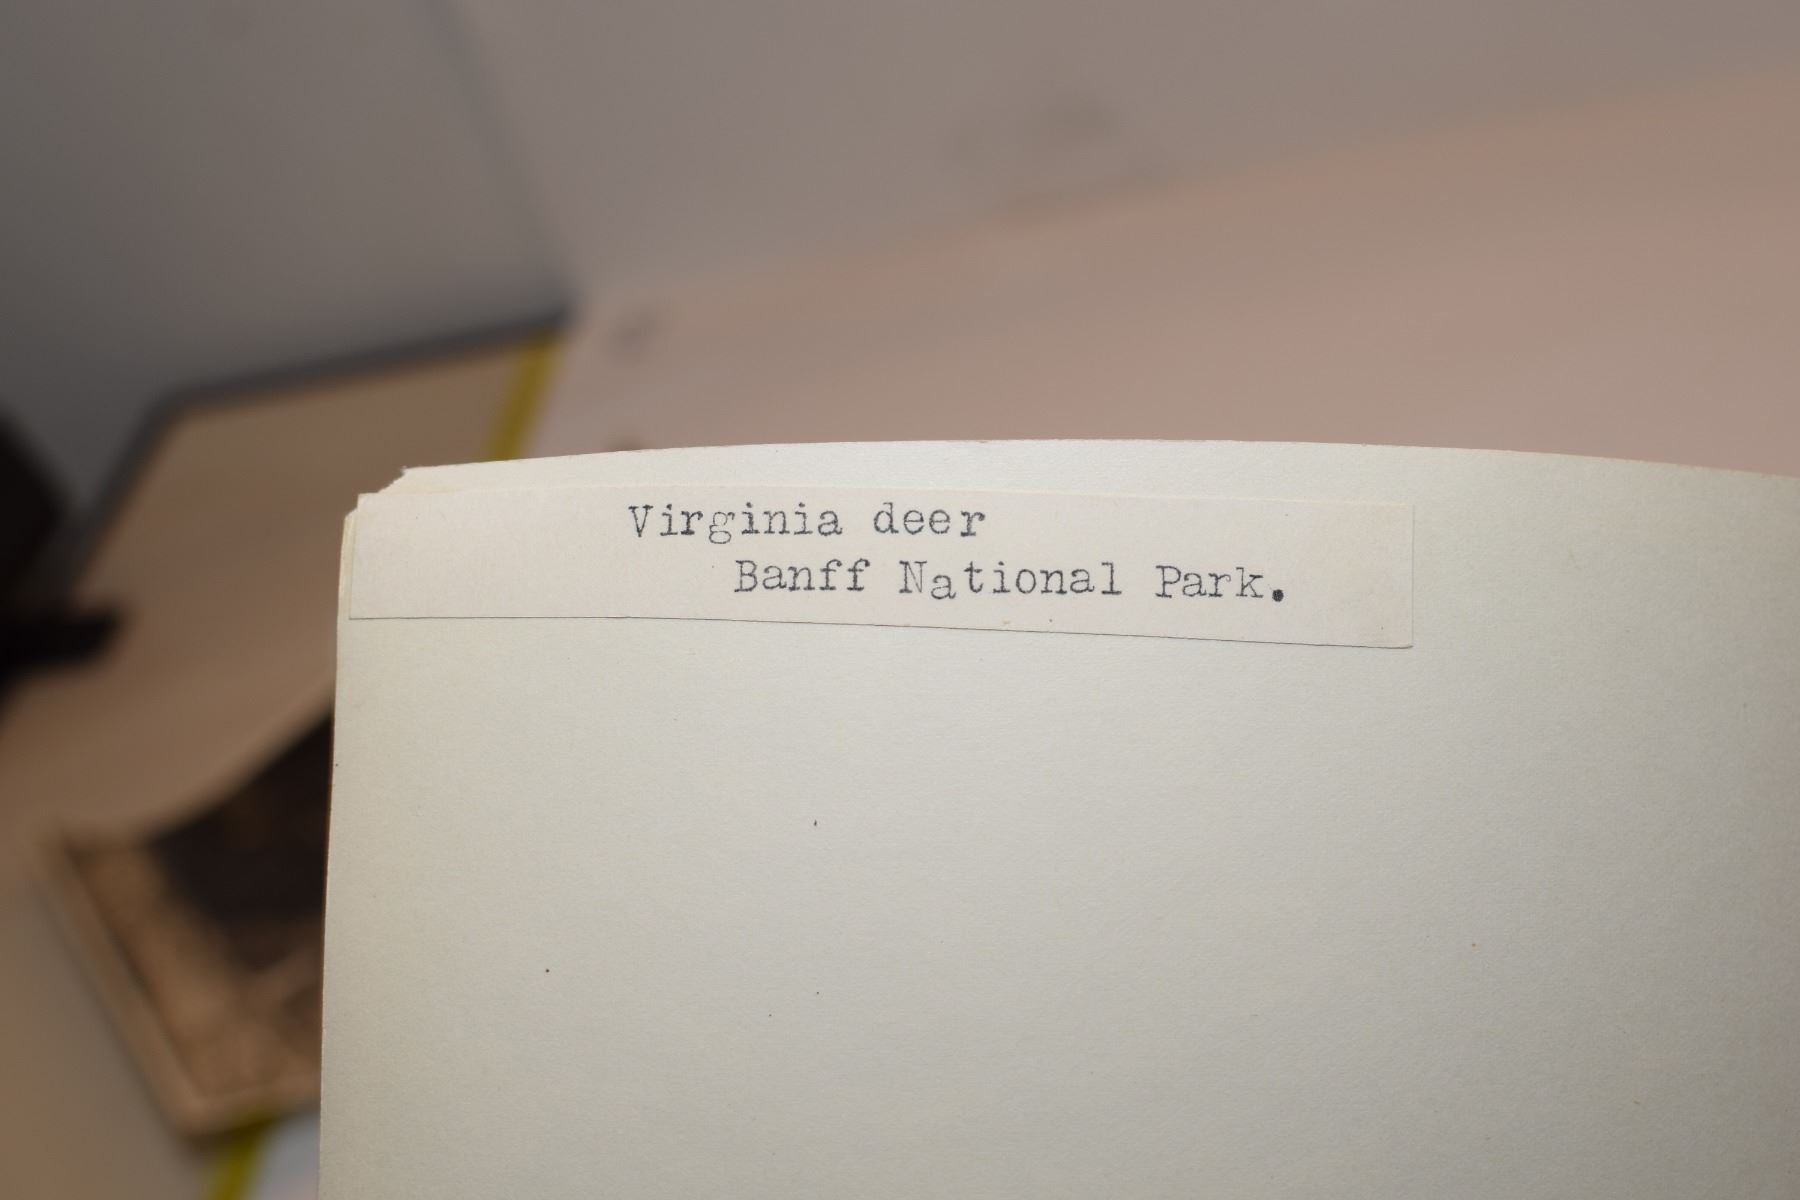 Virginia deer
Banff National Park.